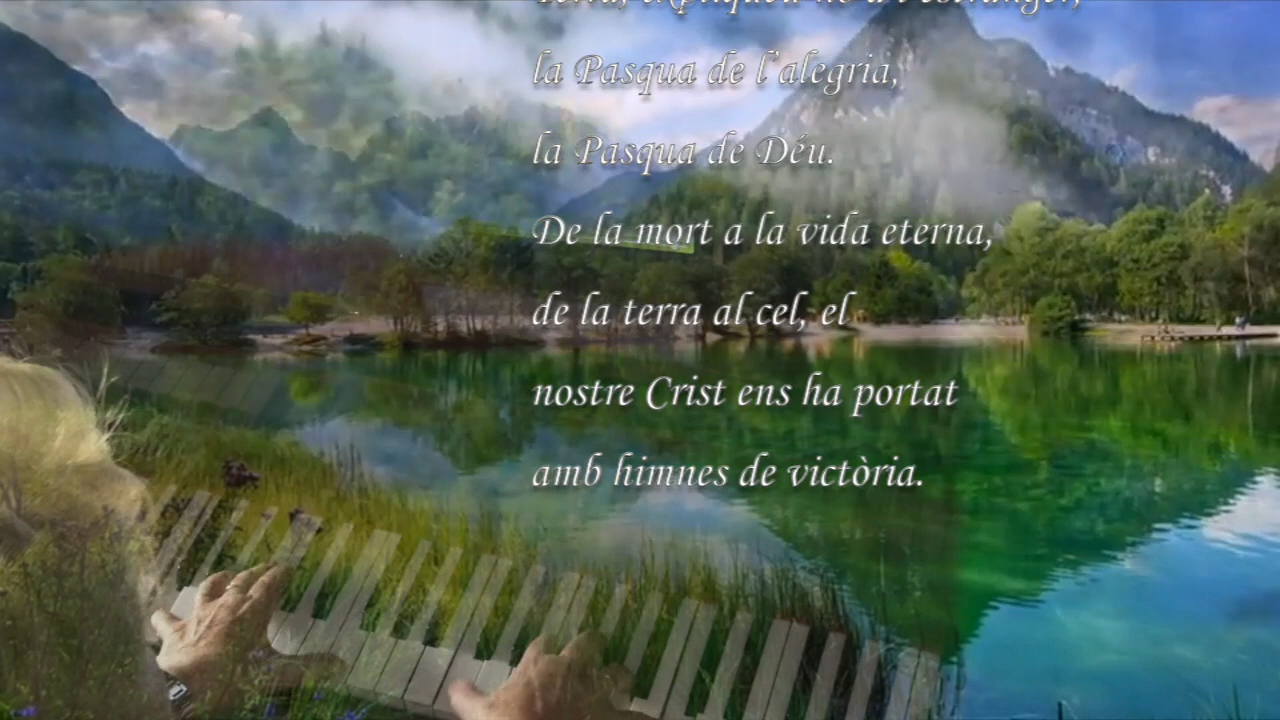 la Pasqua de l'alegria,
la Pasqua de Déu.
De la mort a la vida eterna,
de la terra al cel, el
nostre Crist ens ha portat
amb himnes de victòria.